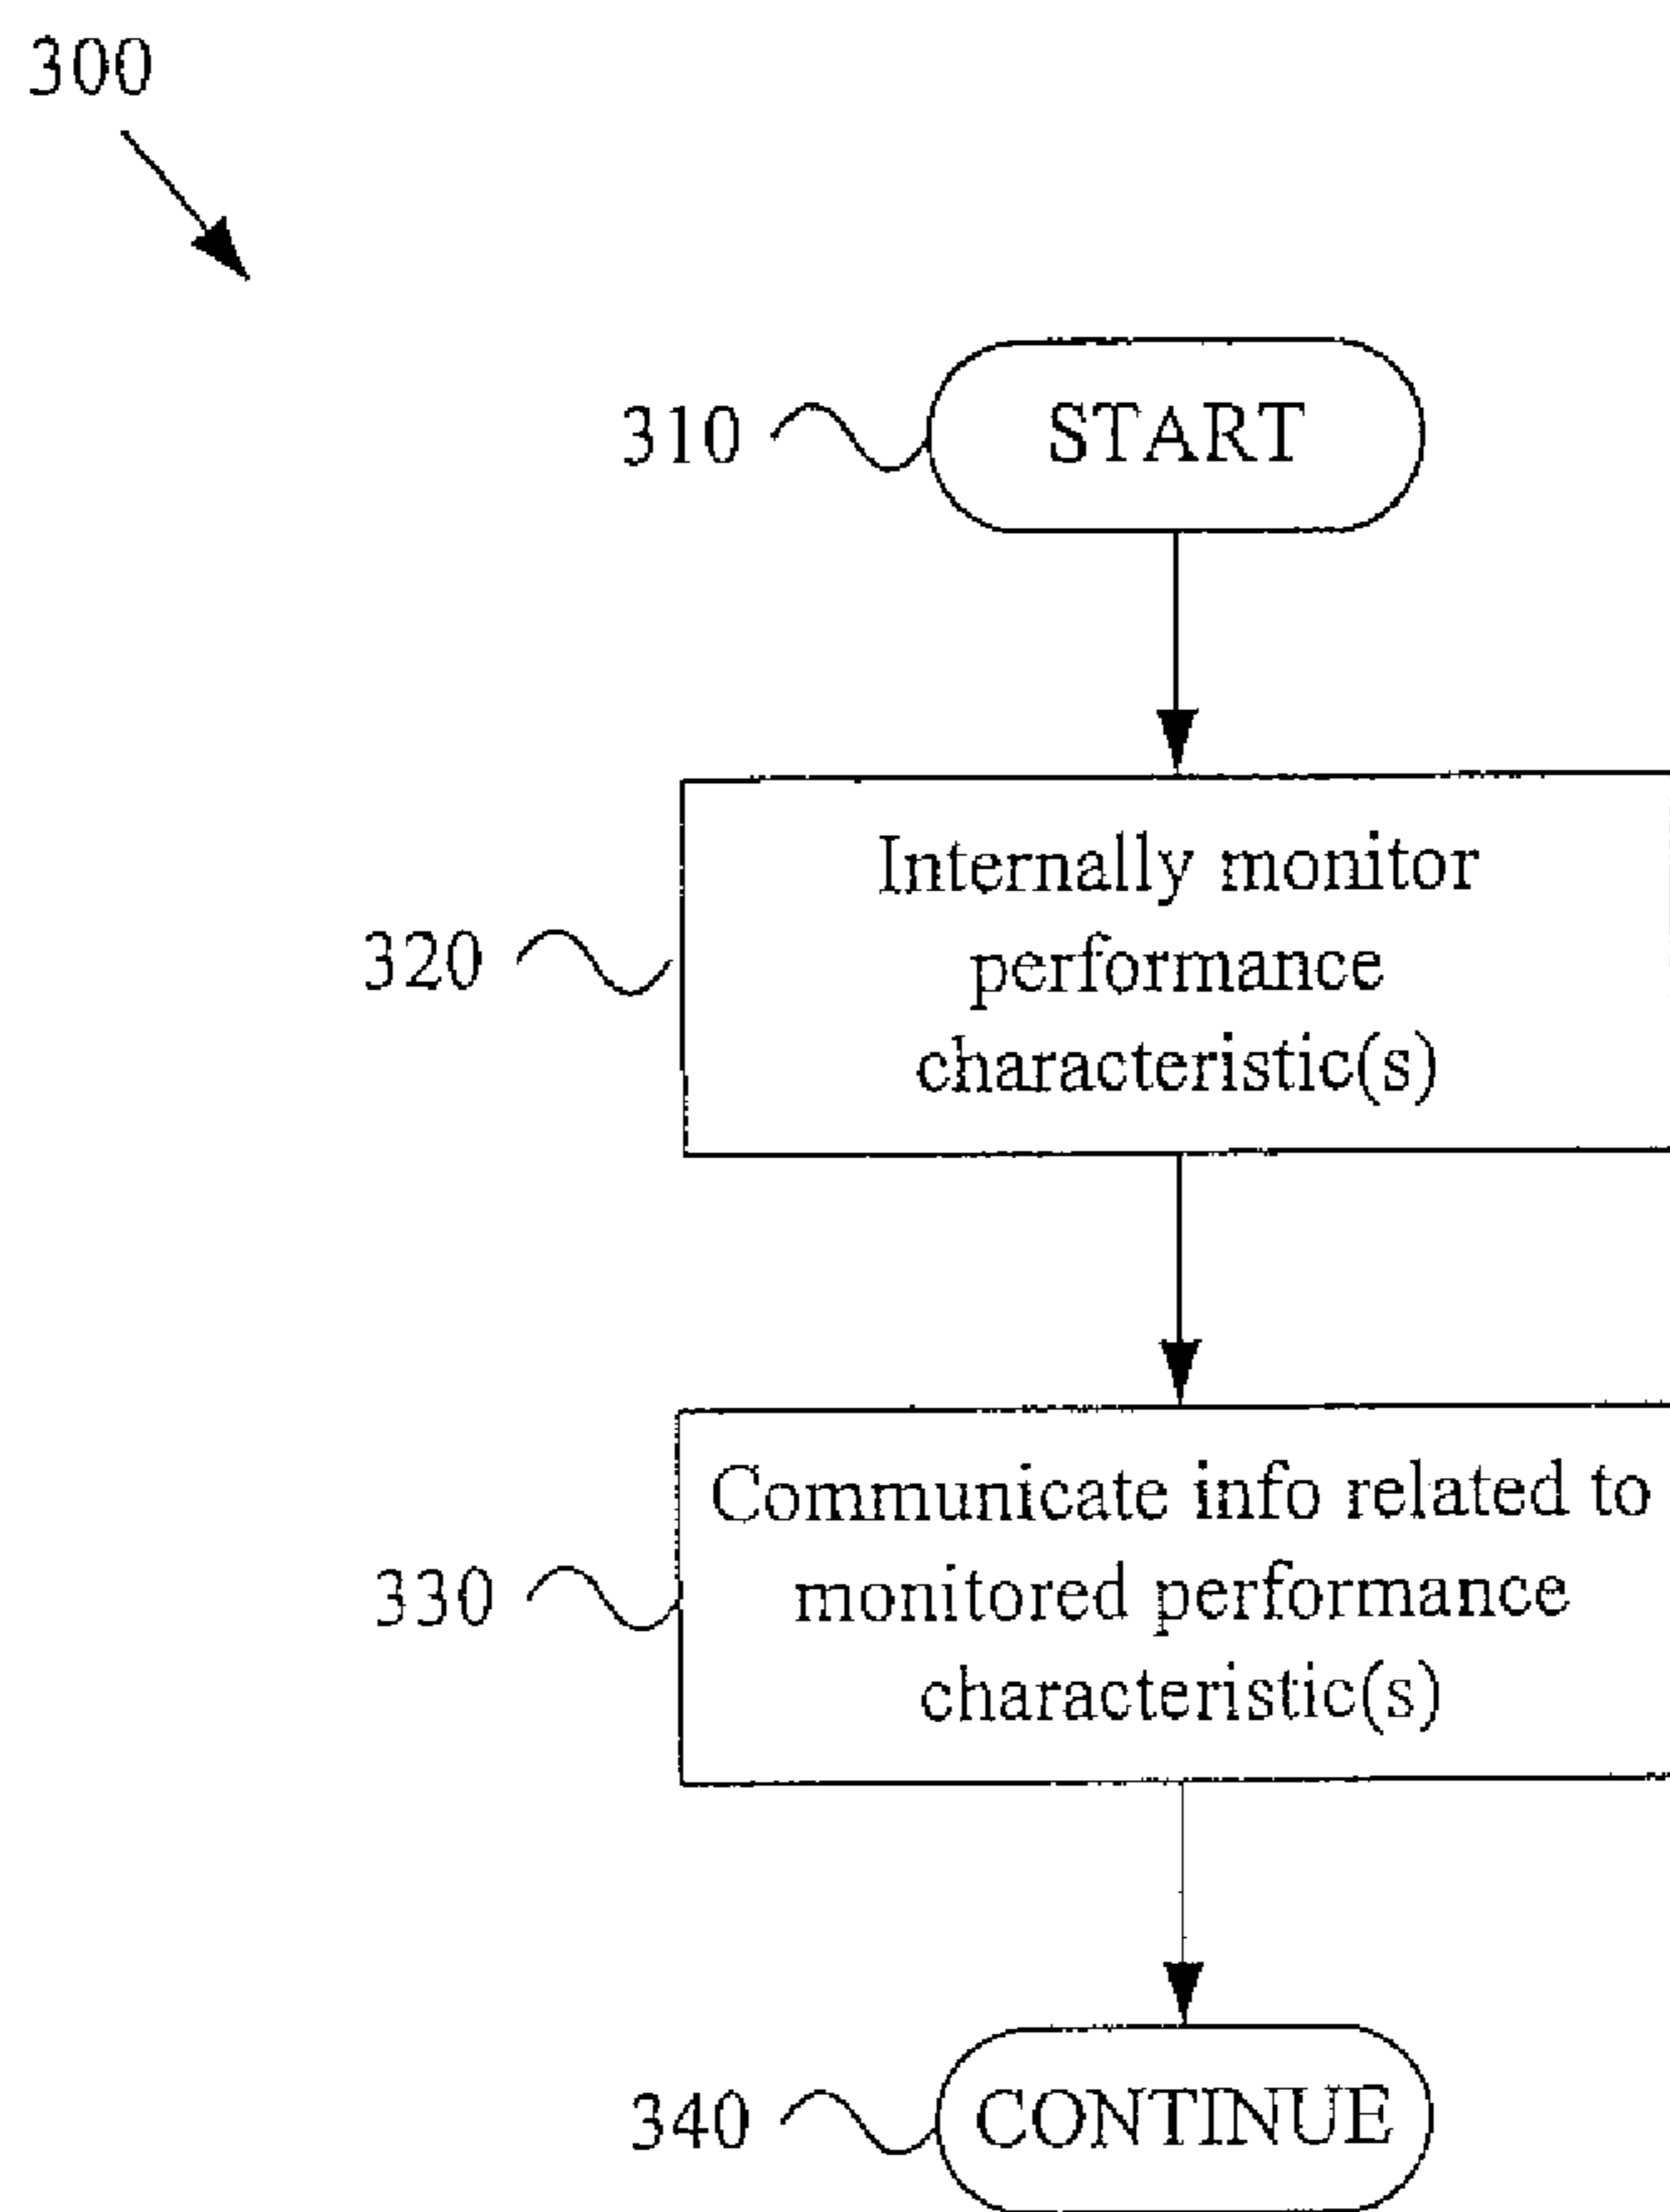 300
310
START
320
Internally monitor
performance
characteristic(s)
330
Communicate info related to
monitored performance
characteristic(s)
340
CONTINUE